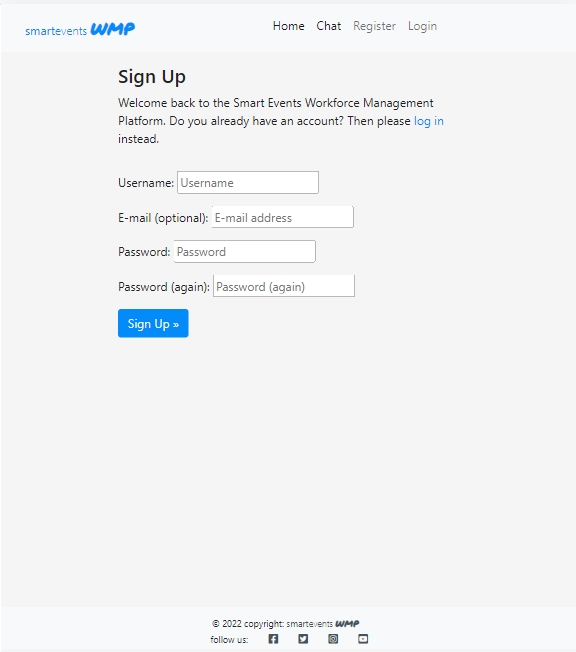 smartevents WMP Home Chat Register Login
Sign Up
Welcome back to the Smart Events Workforce Management
Platform. Do you already have an account? Then please log in
instead.
Username: Username
E-mail (optional): E-mail address
Password: Password
Password (again): Password (again)
Sign Up »
© 2022 copyright: smartevents WMP
follow us: